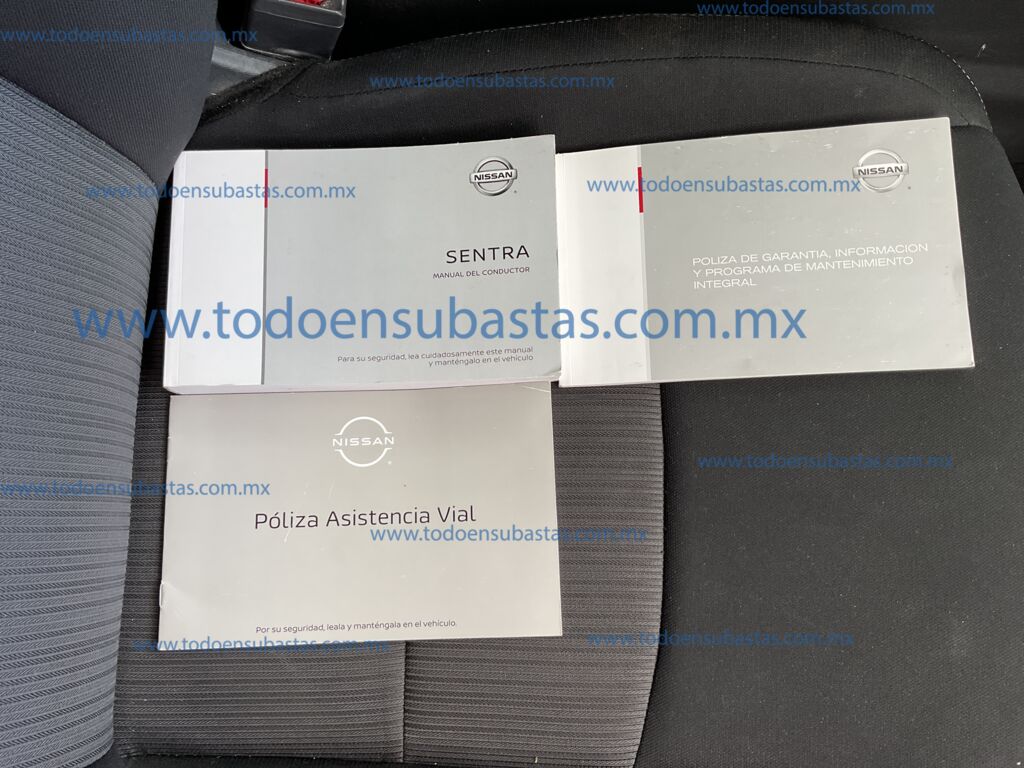 www.todoensubastas.com.mx
www.todoensubastas.com.mx
www.todoensubastas.com.mx
NISSAN
SENTRA
MANUAL DEL CONDUCTOR
Para su seguridad, lea cuidadosamente este manual
y manténgalo en el vehículo
www.todoensubastas.com.mx
NISSAN
www.todoensubastas.com.mx
POLIZA DE GARANTIA, INFORMACION
Y PROGRAMA DE MANTENIMIENTO
INTEGRAL
www.todoensubastas.com.mx
NISSAN
Póliza Asistencia Vial
Por su seguridad, leala y manténgala en el vehículo.
www.todoensubastas.com.mx
www.todoensubastas.com.mx
www.todoensubastas.com.mx
www.todoensubastas.com.mx
www.todoensubastas.com.mx